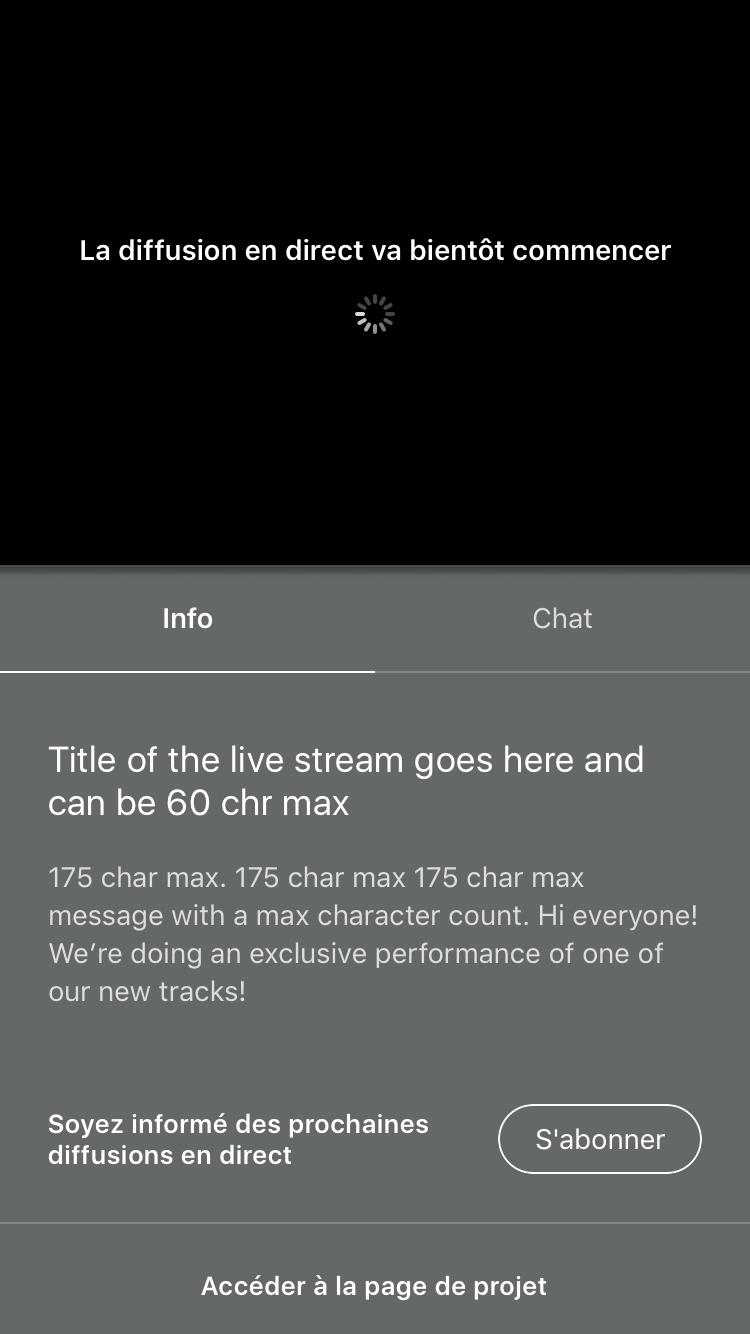 La diffusion en direct va bientôt commencer
Info
Chat
Title of the live stream goes here and
can be 60 chr max
175 char max. 175 char max 175 char max
message with a max character count. Hi everyone!
We’re doing an exclusive performance of one of
our new tracks!
Soyez informé des prochaines
diffusions en direct
S'abonner
Accéder à la page de projet